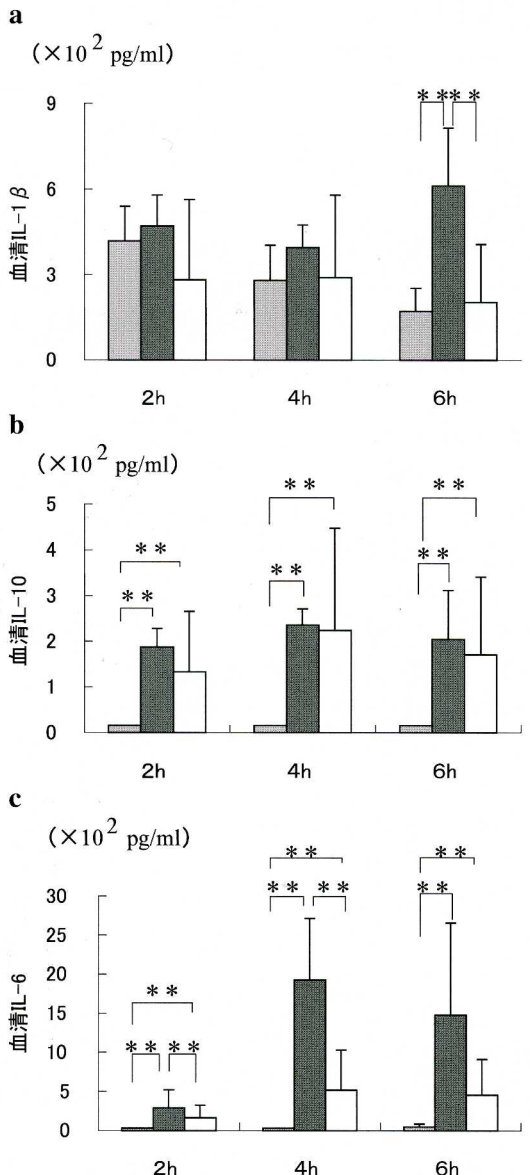 a
(×10² pg/ml)
血清IL-1β
9
6
3
0
* * * *
2h 4h 6h
b
(×10² pg/ml)
血清IL-10
5
4
3
2
1
0
* *
* *
* *
* *
* *
* *
2h 4h 6h
c
(×10² pg/ml)
血清IL-6
30
25
20
15
10
5
0
* *
* * * *
* *
* * * *
* *
* *
2h 4h 6h